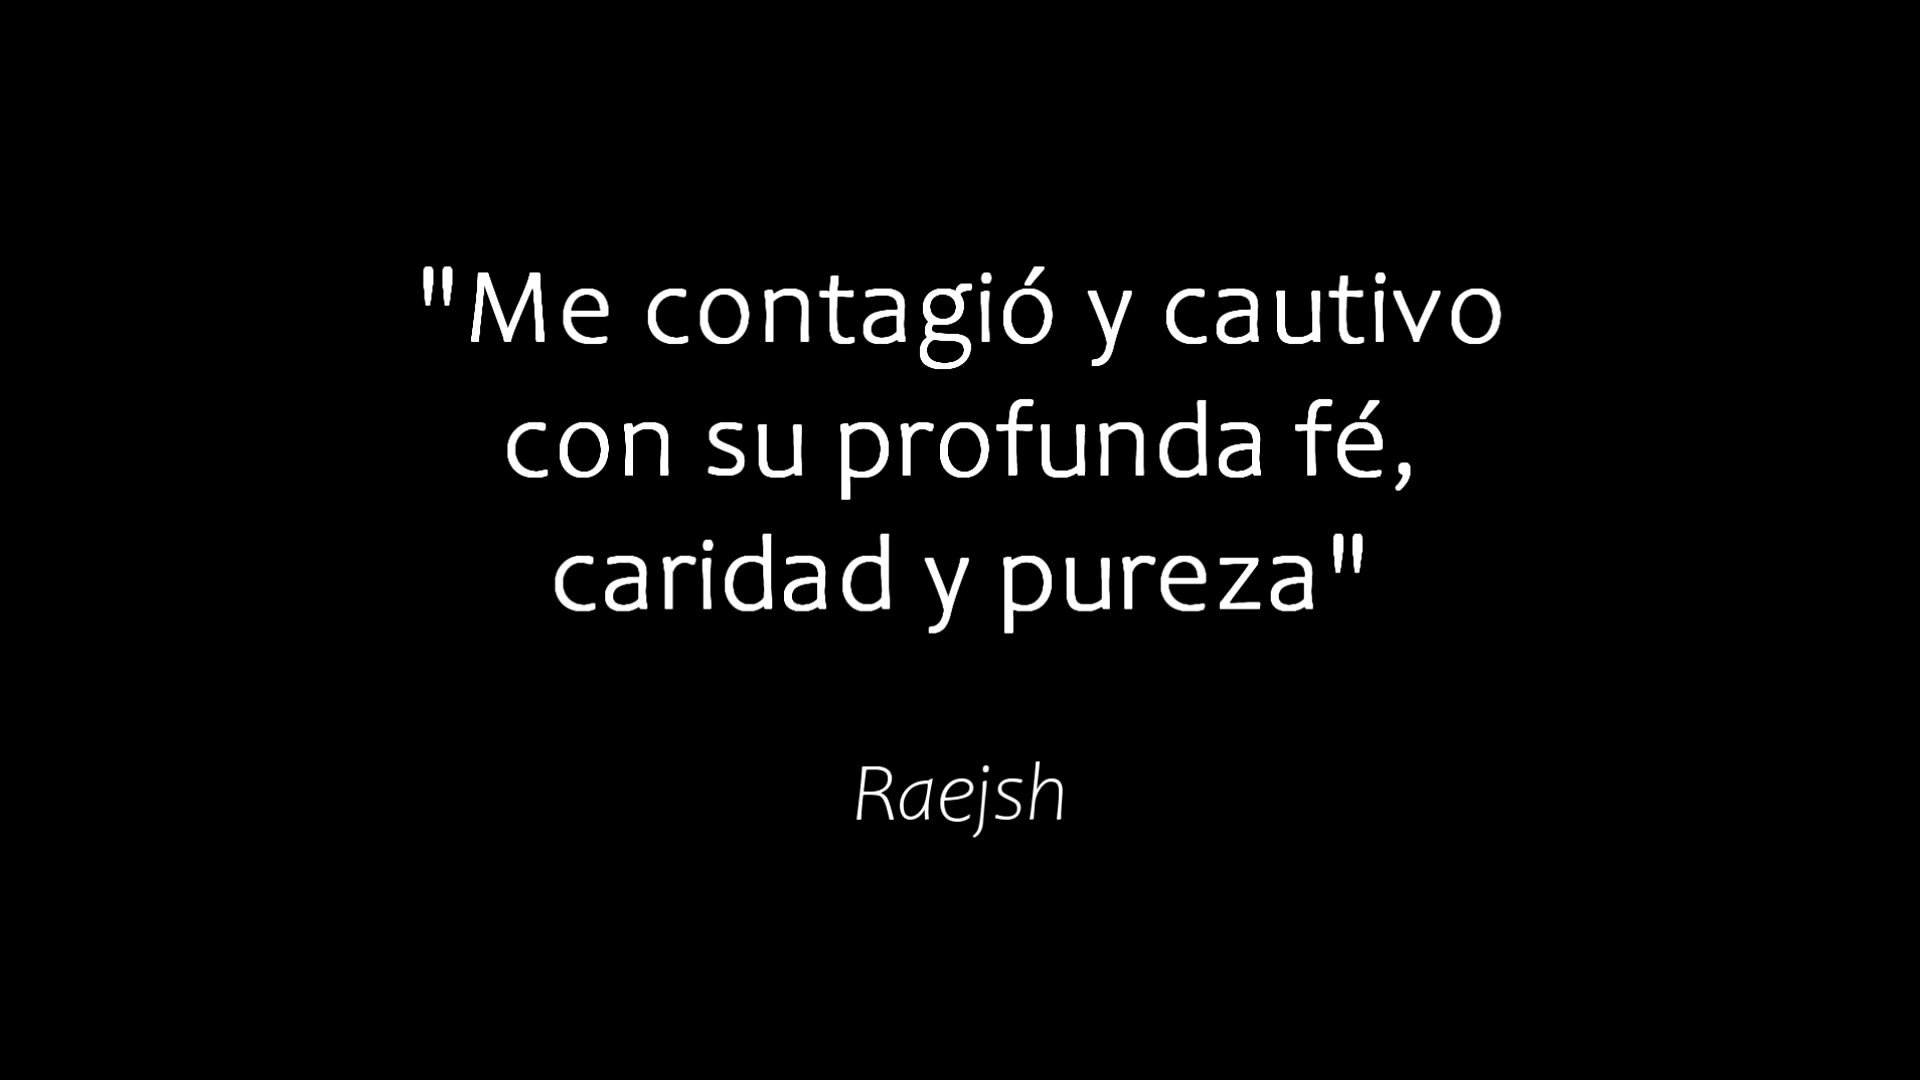 "Me contagió y cautivo
con su profunda fé,
caridad y pureza"
Raejsh